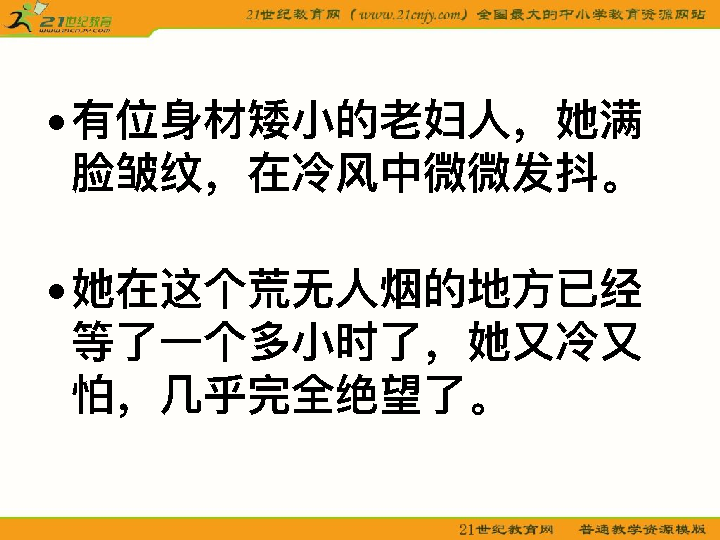 21世纪教育
www.21cnjy.com
21世纪教育网（www.21cnjy.com）全国最大的中小学教育资源网站
•有位身材矮小的老妇人，她满
脸皱纹，在冷风中微微发抖。
•她在这个荒无人烟的地方已经
等了一个多小时了，她又冷又
怕，几乎完全绝望了。
21世纪教育网 普通教学资源模版